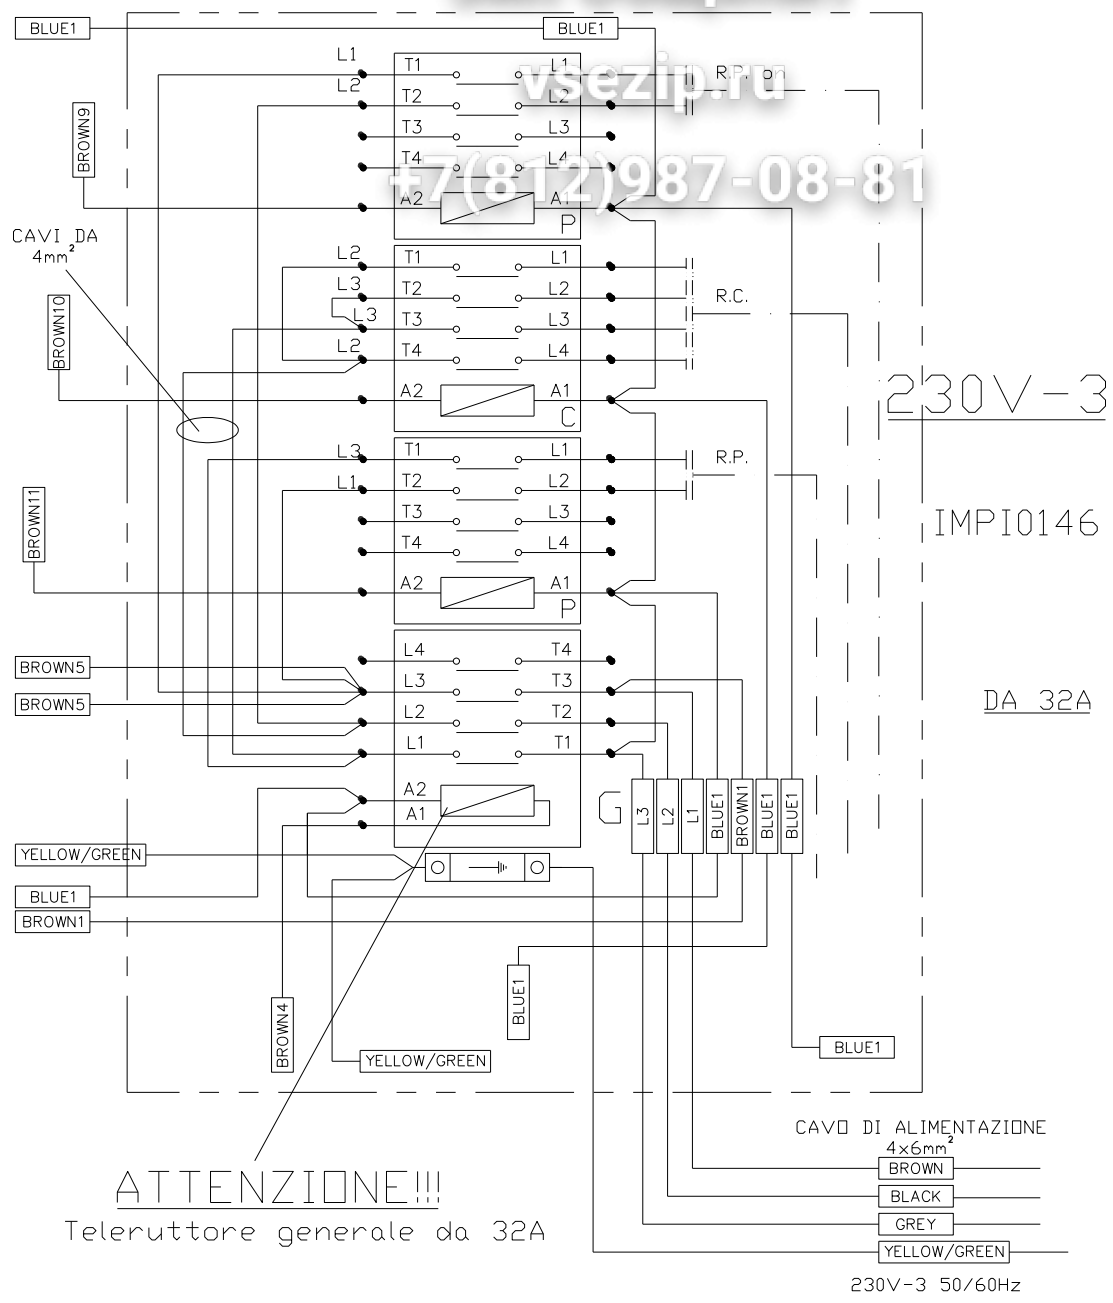 BLUE1
BLUE1
vsezip.ru
+7(812)987-08-81
L1
T1
L1
L2
T2
L2
T3
L3
T4
L4
BROWN9
A2
A1
P
CAVI DA
4mm²
L2
T1
L1
L3
T2
L2
R.C.
L3
T3
L3
L2
T4
L4
BROWN10
A2
A1
C
230V-3
L3
T1
L1
R.P.
L1
T2
L2
T3
L3
T4
L4
BROWN11
IMPI0146
A2
A1
P
BROWN5
L4
T4
L3
T3
BROWN5
L2
T2
DA 32A
L1
T1
A2
A1
G
L3
L2
L1
BLUE1
BROWN1
BLUE1
BLUE1
YELLOW/GREEN
BLUE1
BROWN1
BROWN4
BLUE1
YELLOW/GREEN
BLUE1
CAVO DI ALIMENTAZIONE
4x6mm²
BROWN
BLACK
GREY
YELLOW/GREEN
230V-3 50/60Hz
ATTENZIONE!!!
Teleruttore generale da 32A